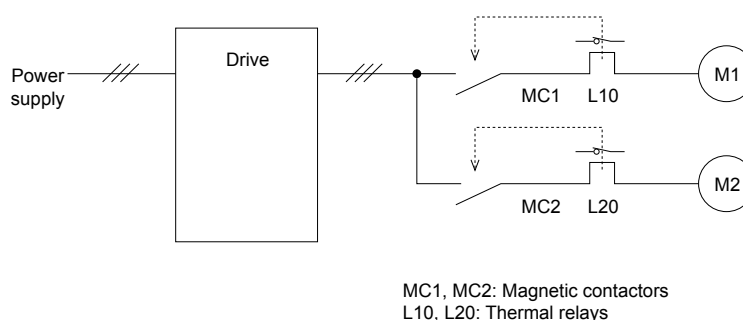 Power
supply
Drive
MC1
L10
M1
MC2
L20
M2
MC1, MC2: Magnetic contactors
L10, L20: Thermal relays